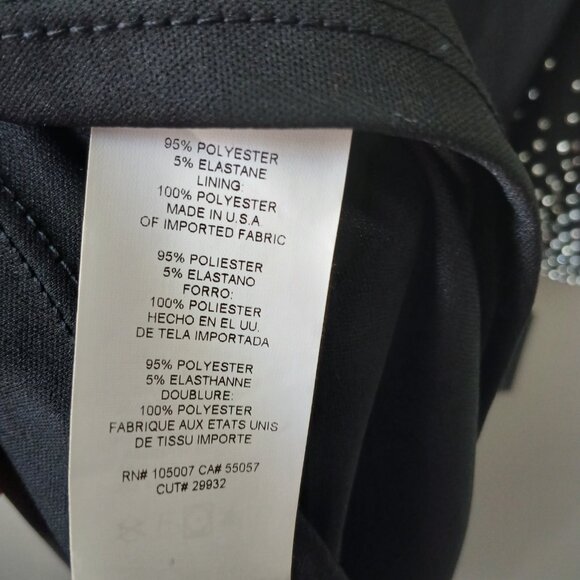 95% POLYESTER
5% ELASTANE
LINING:
100% POLYESTER
MADE IN U.S.A
OF IMPORTED FABRIC
95% POLIESTER
5% ELASTANO
FORRO:
100% POLIESTER
HECHO EN EL UU.
DE TELA IMPORTADA
95% POLYESTER
5% ELASTHANNE
DOUBLURE:
100% POLYESTER
FABRIQUE AUX ETATS UNIS
DE TISSU IMPORTE
RN# 105007 CA# 55057
CUT# 29932